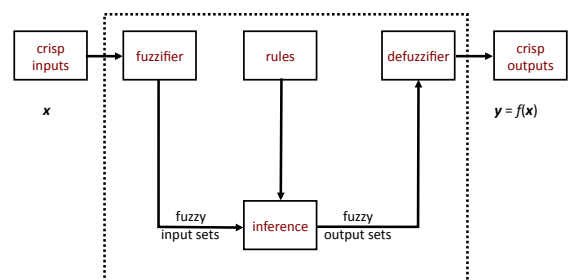 crisp
inputs
fuzzifier
rules
defuzzifier
crisp
outputs
x
y = f(x)
fuzzy
input sets
inference
fuzzy
output sets